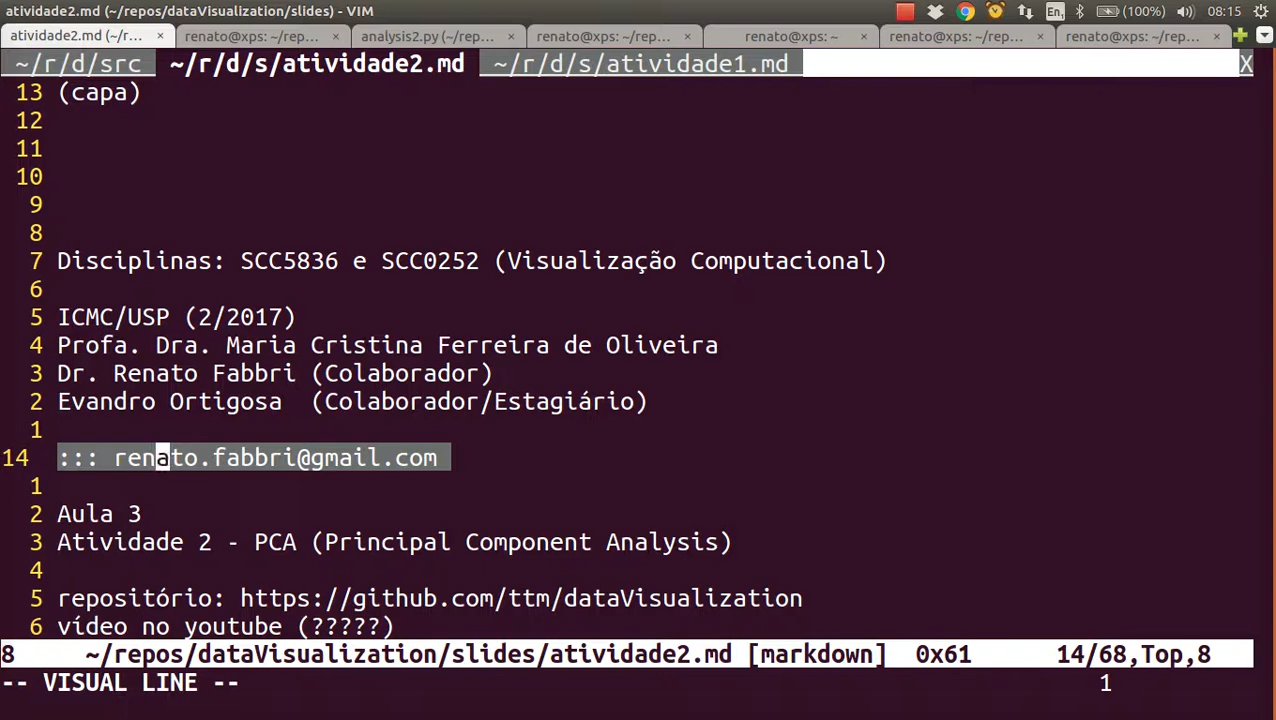 atividade2.md (~/repos/dataVisualization/slides) - VIM
En1 (100%) 08:15
atividade2.md (~/r... × renato@xps: ~/rep... × analysis2.py (~/rep... × renato@xps: ~/rep... × renato@xps: ~ × renato@xps: ~/rep... × renato@xps: ~/rep... ×
~/r/d/src ~/r/d/s/atividade2.md ~/r/d/s/atividade1.md X
13 (capa)
12
11
10
9
8
7 Disciplinas: SCC5836 e SCC0252 (Visualização Computacional)
6
5 ICMC/USP (2/2017)
4 Profa. Dra. Maria Cristina Ferreira de Oliveira
3 Dr. Renato Fabbri (Colaborador)
2 Evandro Ortigosa  (Colaborador/Estagiário)
1
14 ::: renato.fabbri@gmail.com
1
2 Aula 3
3 Atividade 2 - PCA (Principal Component Analysis)
4
5 repositório: https://github.com/ttm/dataVisualization
6 vídeo no youtube (?????)
8 ~/repos/dataVisualization/slides/atividade2.md [markdown] 0x61 14/68,Top,8
-- VISUAL LINE -- 1